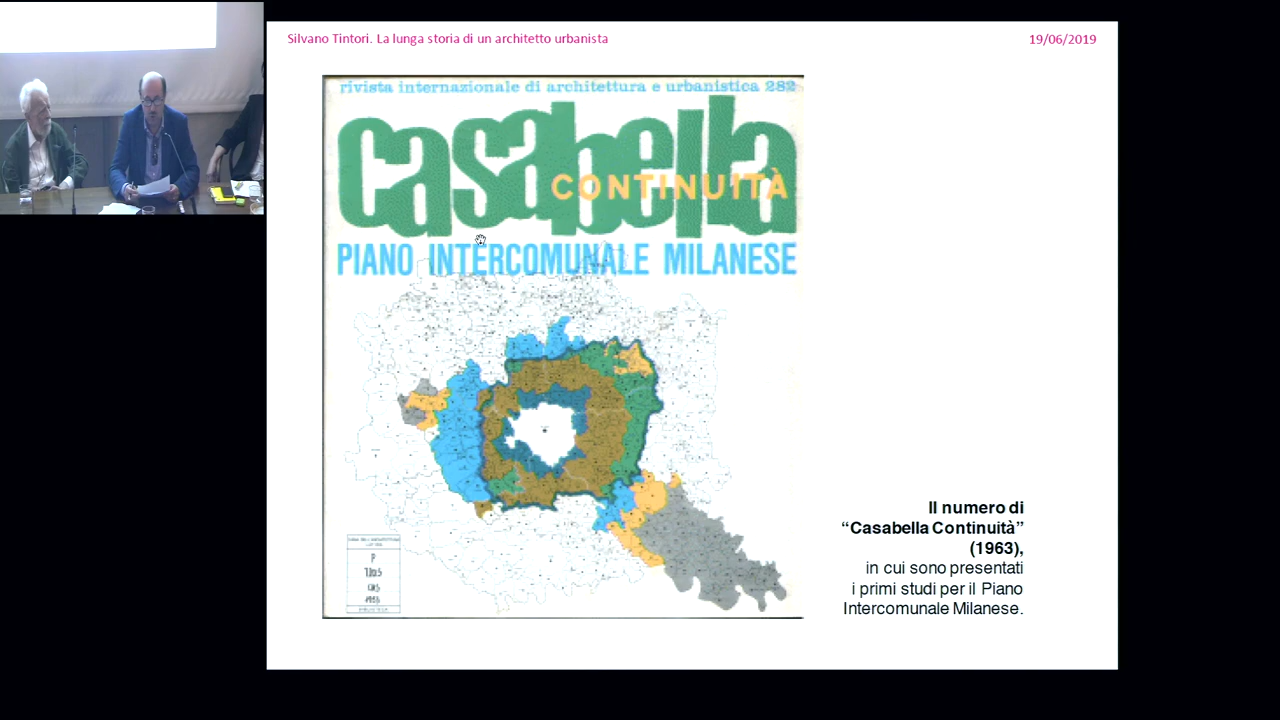 Silvano Tintori. La lunga storia di un architetto urbanista
19/06/2019
rivista internazionale di architettura e urbanistica 282
casabella
CONTINUITÀ
PIANO INTERCOMUNALE MILANESE
Il numero di
“Casabella Continuità”
(1963),
in cui sono presentati
i primi studi per il Piano
Intercomunale Milanese.